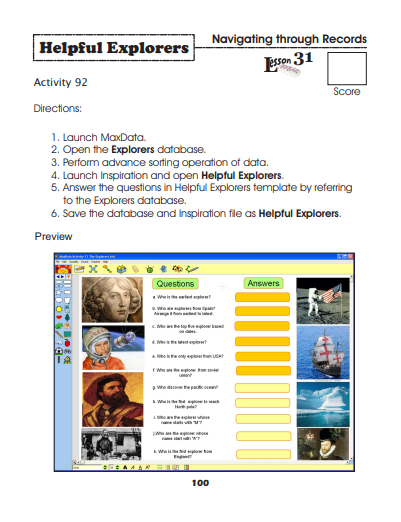 Helpful Explorers
Navigating through Records
Lesson 31
Score
Activity 92
Directions:
1. Launch MaxData.
2. Open the Explorers database.
3. Perform advance sorting operation of data.
4. Launch Inspiration and open Helpful Explorers.
5. Answer the questions in Helpful Explorers template by referring
to the Explorers database.
6. Save the database and Inspiration file as Helpful Explorers.
Preview
Questions
Answers
a. Who is the earliest explorer?
b. Who are explorers from Spain?
Arrange it from earliest to latest.
c. Who are the top five explorer based
on dates.
d. Who is the latest explorer?
e. Who is the only explorer from USA?
f. Who are the explorer from soviet
union?
g. Who discover the pacific ocean?
h. Who is the first explorer to reach
North pole?
i. Who are the explorer whose
name starts with "M"?
j. Who are the explorer whose
name start with "A"?
k. Who is the first explorer from
England?
100